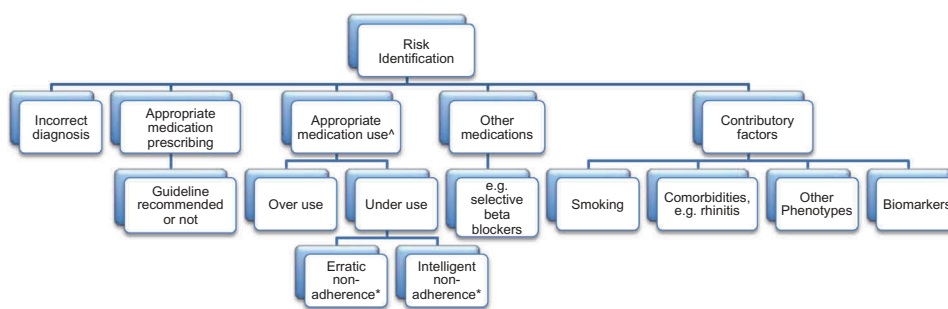 Risk
Identification
Incorrect
diagnosis
Appropriate
medication
prescribing
Appropriate
medication use^
Other
medications
Contributory
factors
Guideline
recommended
or not
Over use
Under use
e.g.
selective
beta
blockers
Smoking
Comorbidities,
e.g. rhinitis
Other
Phenotypes
Biomarkers
Erratic
non-
adherence*
Intelligent
non-
adherence*